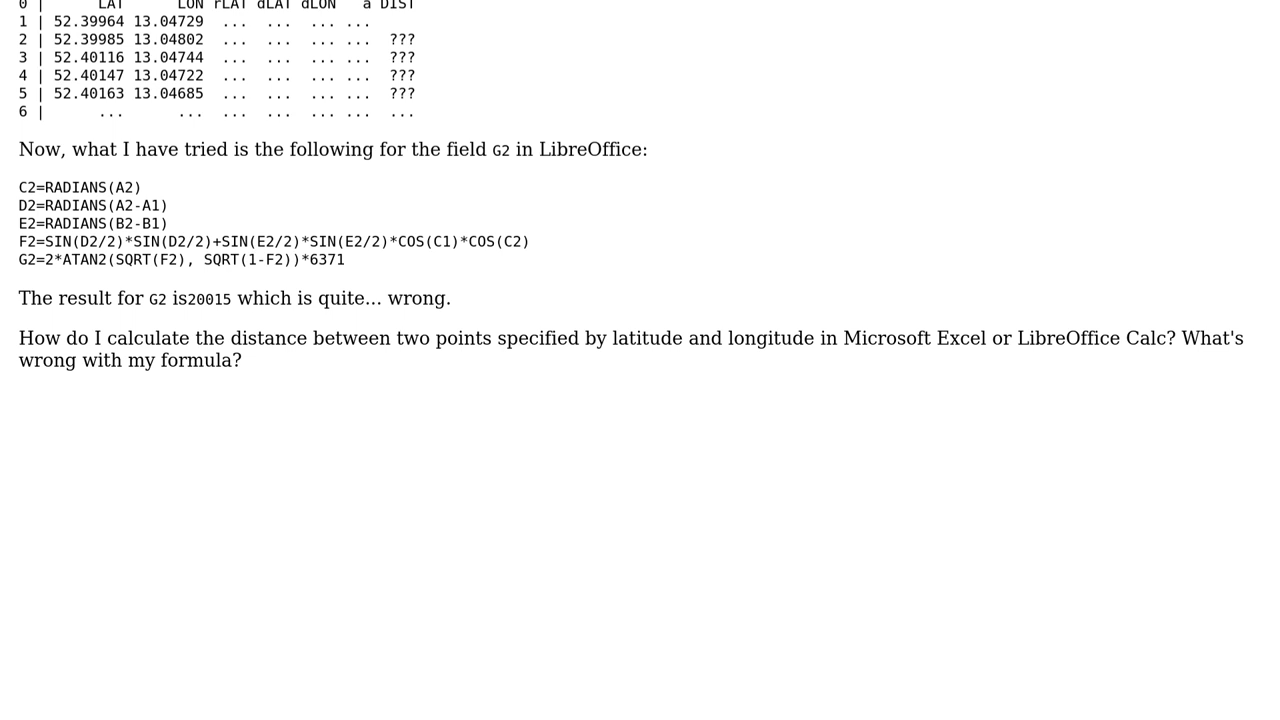 0 |      LAT      LON rLAT dLAT dLON   a DIST
1 | 52.39964 13.04729  ...  ...  ... ...
2 | 52.39985 13.04802  ...  ...  ... ...  ???
3 | 52.40116 13.04744  ...  ...  ... ...  ???
4 | 52.40147 13.04722  ...  ...  ... ...  ???
5 | 52.40163 13.04685  ...  ...  ... ...  ???
6 |      ...      ...  ...  ...  ... ...  ...
Now, what I have tried is the following for the field G2 in LibreOffice:
C2=RADIANS(A2)
D2=RADIANS(A2-A1)
E2=RADIANS(B2-B1)
F2=SIN(D2/2)*SIN(D2/2)+SIN(E2/2)*SIN(E2/2)*COS(C1)*COS(C2)
G2=2*ATAN2(SQRT(F2), SQRT(1-F2))*6371
The result for G2 is20015 which is quite... wrong.
How do I calculate the distance between two points specified by latitude and longitude in Microsoft Excel or LibreOffice Calc? What's
wrong with my formula?